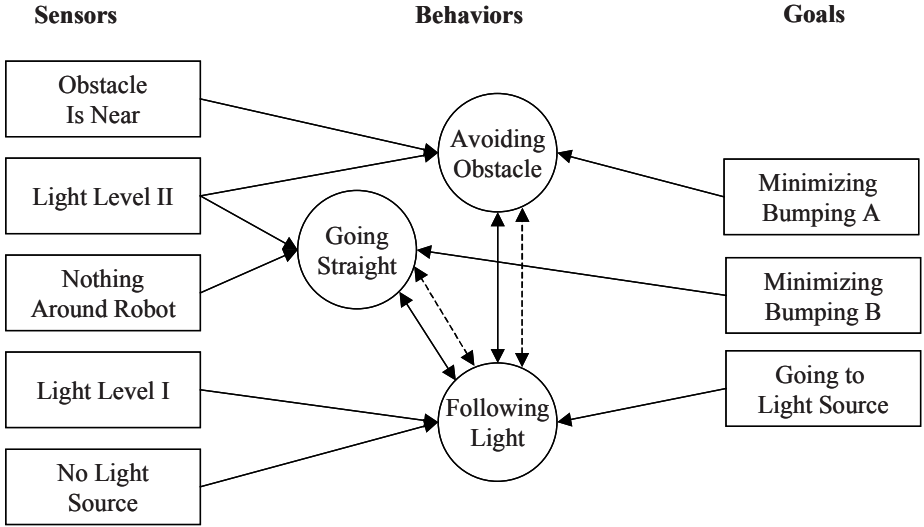 Sensors
Behaviors
Goals
Obstacle
Is Near
Light Level II
Nothing
Around Robot
Light Level I
No Light
Source
Avoiding
Obstacle
Going
Straight
Following
Light
Minimizing
Bumping A
Minimizing
Bumping B
Going to
Light Source